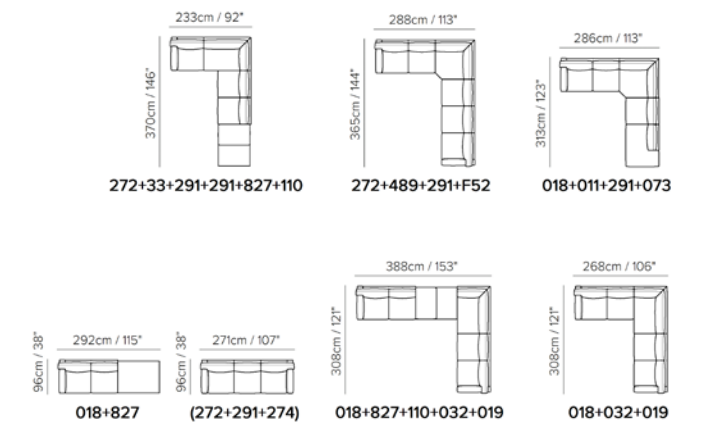 233cm / 92"
370cm / 146"
272+33+291+291+827+110
288cm / 113"
365cm / 144"
272+489+291+F52
286cm / 113"
313cm / 123"
018+011+291+073
292cm / 115"
96cm / 38"
018+827
271cm / 107"
96cm / 38"
(272+291+274)
388cm / 153"
308cm / 121"
018+827+110+032+019
268cm / 106"
308cm / 121"
018+032+019